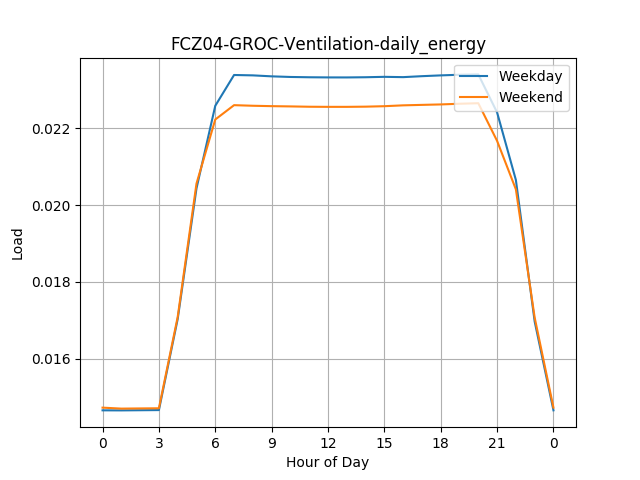 FCZ04-GROC-Ventilation-daily_energy
Weekday
Weekend
Load
0.022
0.020
0.018
0.016
0 3 6 9 12 15 18 21 0
Hour of Day